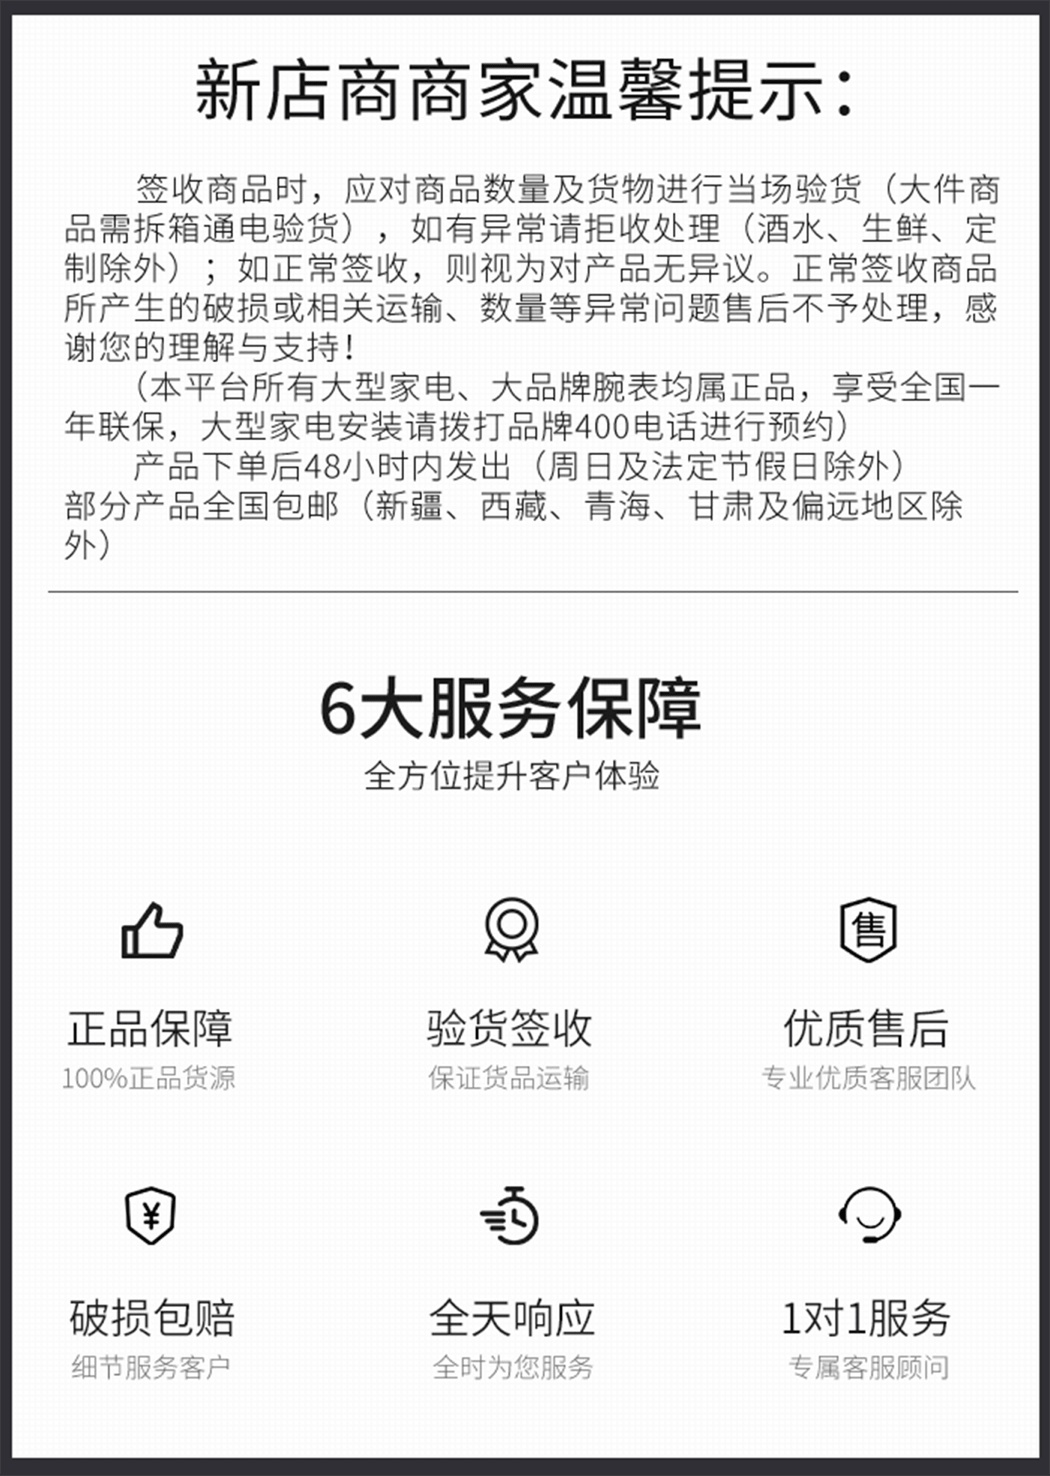 新店商商家温馨提示：
签收商品时，应对商品数量及货物进行当场验货（大件商
品需拆箱通电验货），如有异常请拒收处理（酒水、生鲜、定
制除外）；如正常签收，则视为对产品无异议。正常签收商品
所产生的破损或相关运输、数量等异常问题售后不予处理，感
谢您的理解与支持！
（本平台所有大型家电、大品牌腕表均属正品，享受全国一
年联保，大型家电安装请拨打品牌400电话进行预约）
产品下单后48小时内发出（周日及法定节假日除外）
部分产品全国包邮（新疆、西藏、青海、甘肃及偏远地区除
外）
6大服务保障
全方位提升客户体验
售
正品保障 验货签收 优质售后
100%正品货源 保证货品运输 专业优质客服团队
¥
破损包赔 全天响应 1对1服务
细节服务客户 全时为您服务 专属客服顾问